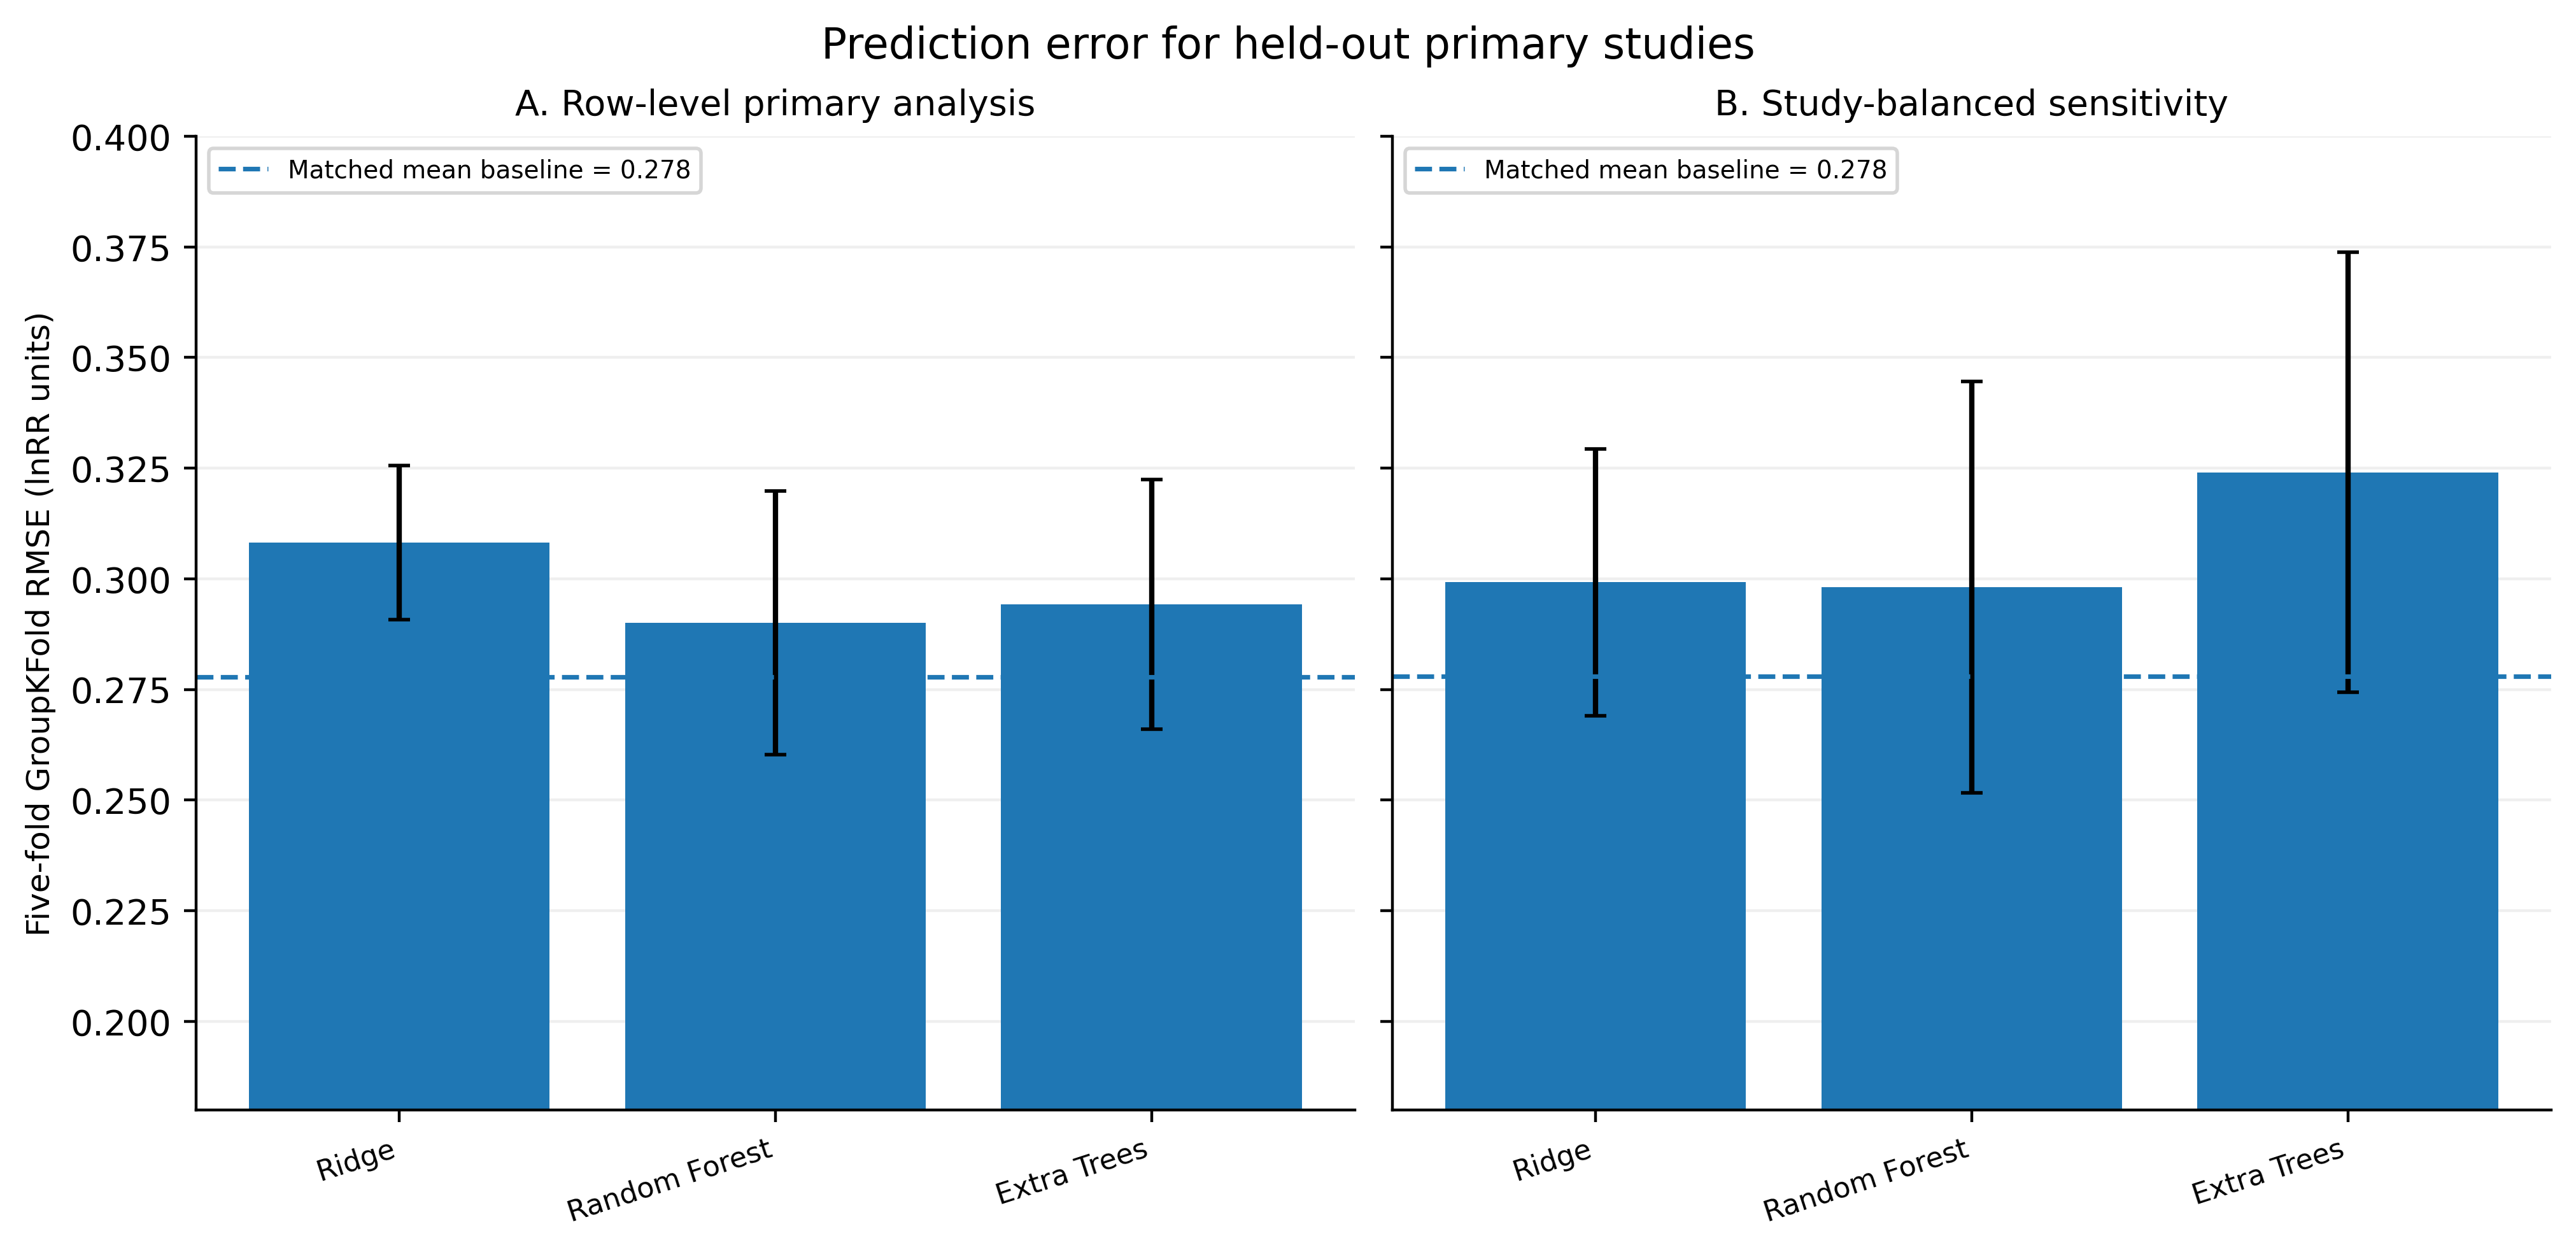 Prediction error for held-out primary studies
A. Row-level primary analysis
B. Study-balanced sensitivity
Five-fold GroupKFold RMSE (lnRR units)
0.400
0.375
0.350
0.325
0.300
0.275
0.250
0.225
0.200
Matched mean baseline = 0.278
Ridge
Random Forest
Extra Trees
Matched mean baseline = 0.278
Ridge
Random Forest
Extra Trees